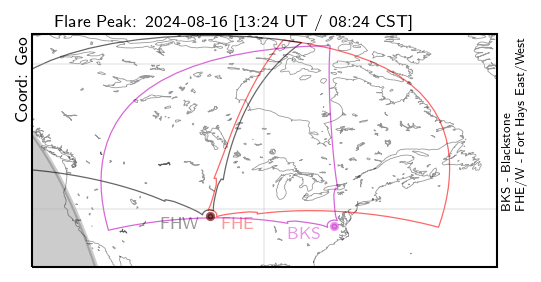 Flare Peak: 2024-08-16 [13:24 UT / 08:24 CST]
Coord: Geo
FHW
FHE
BKS
BKS - Blackstone
FHE/W - Fort Hays East/West